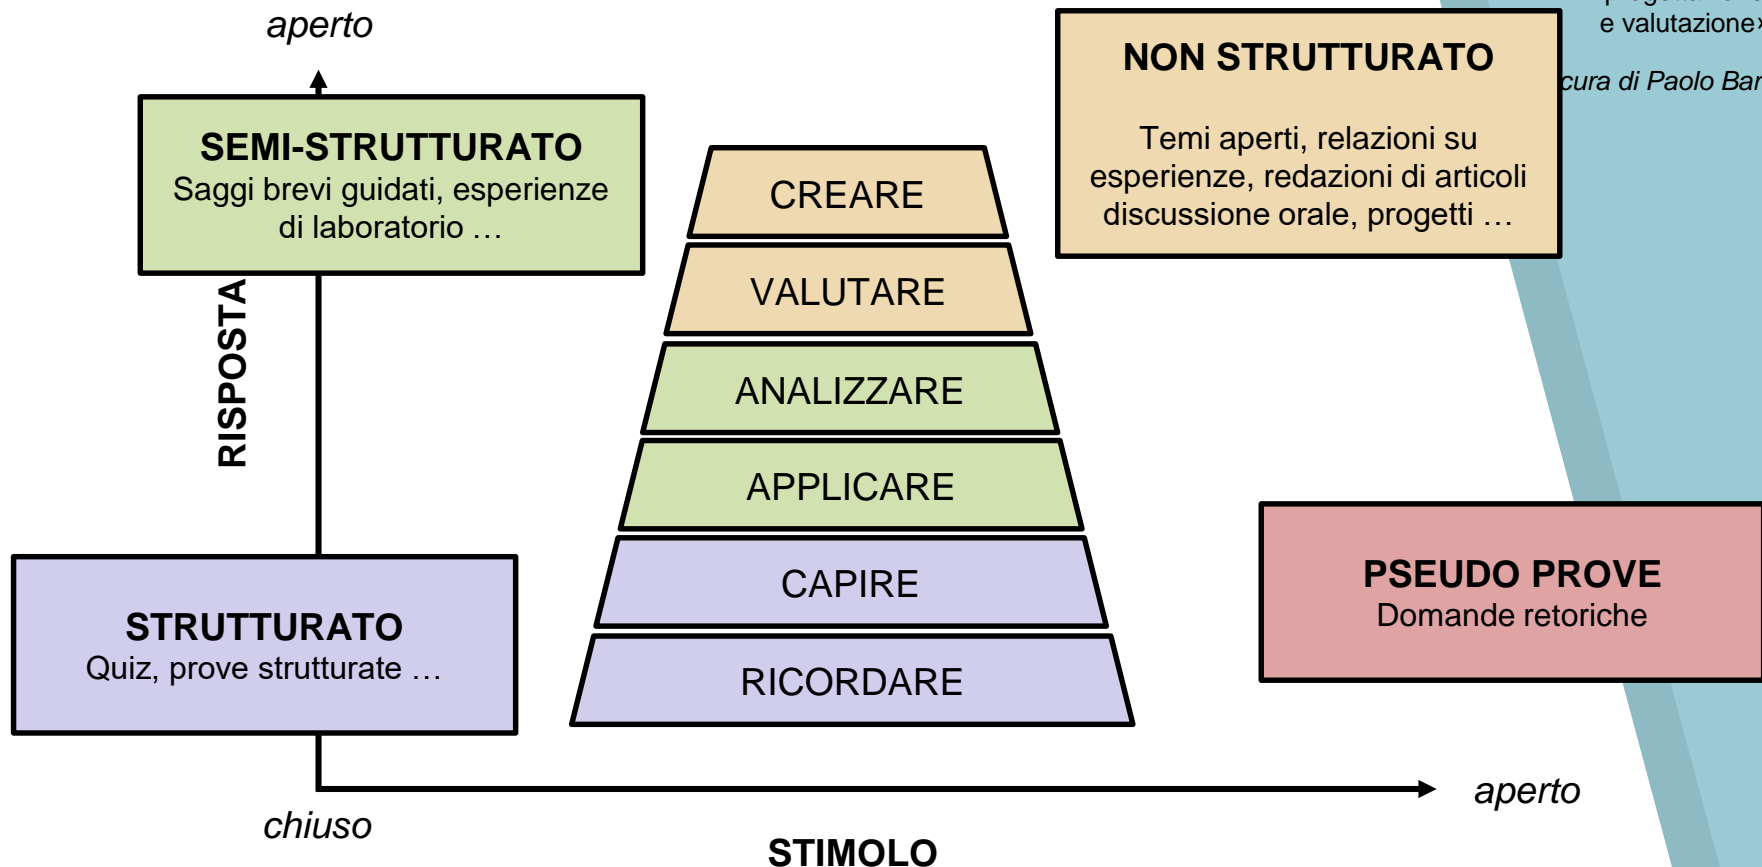 aperto
SEMI-STRUTTURATO
Saggi brevi guidati, esperienze
di laboratorio …
RISPOSTA
STRUTTURATO
Quiz, prove strutturate …
chiuso
CREARE
VALUTARE
ANALIZZARE
APPLICARE
CAPIRE
RICORDARE
STIMOLO
aperto
NON STRUTTURATO
Temi aperti, relazioni su
esperienze, redazioni di articoli
discussione orale, progetti …
e valutazione»
cura di Paolo
PSEUDO PROVE
Domande retoriche